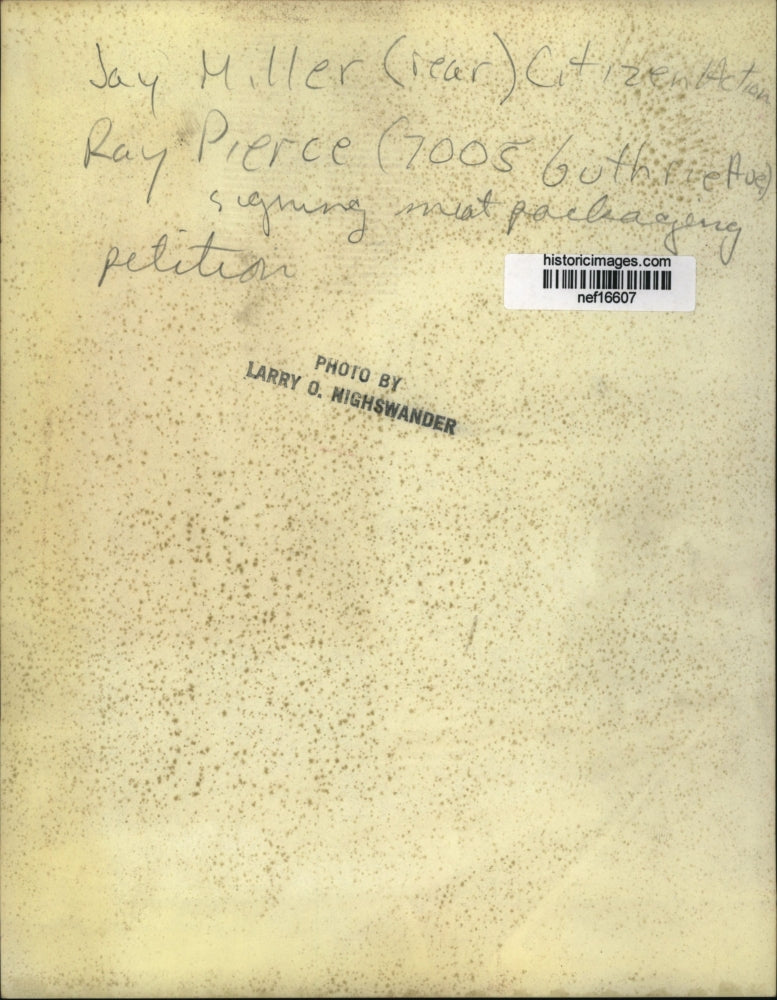 Jay Miller (rear) Citizen Action
Ray Pierce (7005 Guthrie Ave)
signing meat packaging
petition
historicimages.com
nef16607
PHOTO BY
LARRY O. NIGHSWANDER